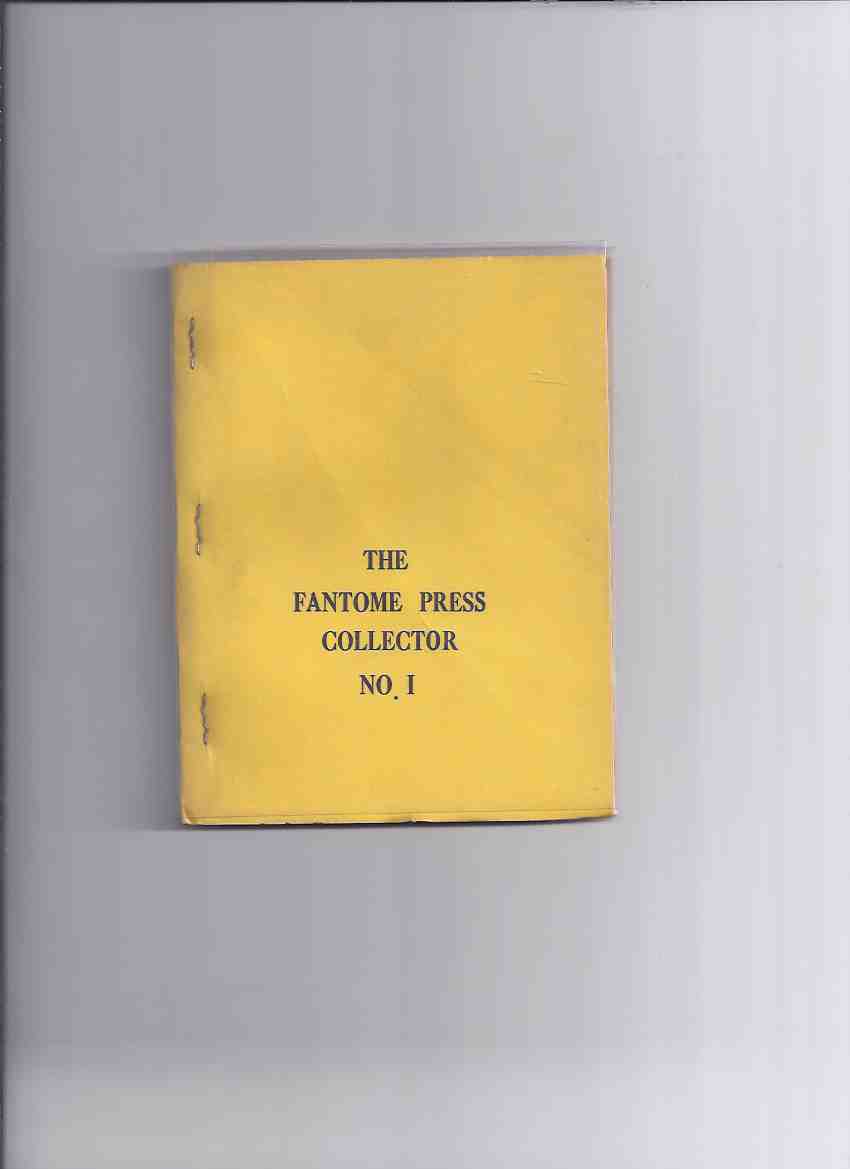 THE
FANTOME PRESS
COLLECTOR
NO. I